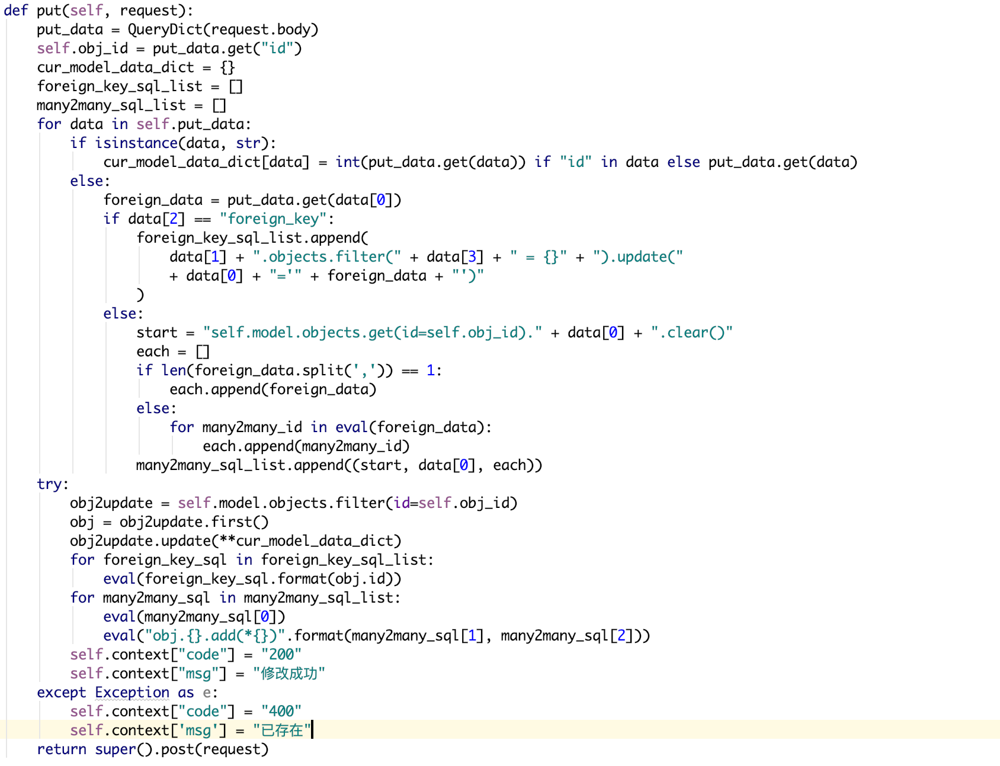 def put(self, request):
    put_data = QueryDict(request.body)
    self.obj_id = put_data.get("id")
    cur_model_data_dict = {}
    foreign_key_sql_list = []
    many2many_sql_list = []
    for data in self.put_data:
        if isinstance(data, str):
            cur_model_data_dict[data] = int(put_data.get(data)) if "id" in data else put_data.get(data)
        else:
            foreign_data = put_data.get(data[0])
            if data[2] == "foreign_key":
                foreign_key_sql_list.append(
                    data[1] + ".objects.filter(" + data[3] + " = {}" + ").update("
                    + data[0] + "='" + foreign_data + "')"
                )
            else:
                start = "self.model.objects.get(id=self.obj_id)." + data[0] + ".clear()"
                each = []
                if len(foreign_data.split(',')) == 1:
                    each.append(foreign_data)
                else:
                    for many2many_id in eval(foreign_data):
                        each.append(many2many_id)
                many2many_sql_list.append((start, data[0], each))
    try:
        obj2update = self.model.objects.filter(id=self.obj_id)
        obj = obj2update.first()
        obj2update.update(**cur_model_data_dict)
        for foreign_key_sql in foreign_key_sql_list:
            eval(foreign_key_sql.format(obj.id))
        for many2many_sql in many2many_sql_list:
            eval(many2many_sql[0])
            eval("obj.{}.add(*{})".format(many2many_sql[1], many2many_sql[2]))
        self.context["code"] = "200"
        self.context["msg"] = "修改成功"
    except Exception as e:
        self.context["code"] = "400"
        self.context['msg'] = "已存在"
    return super().post(request)